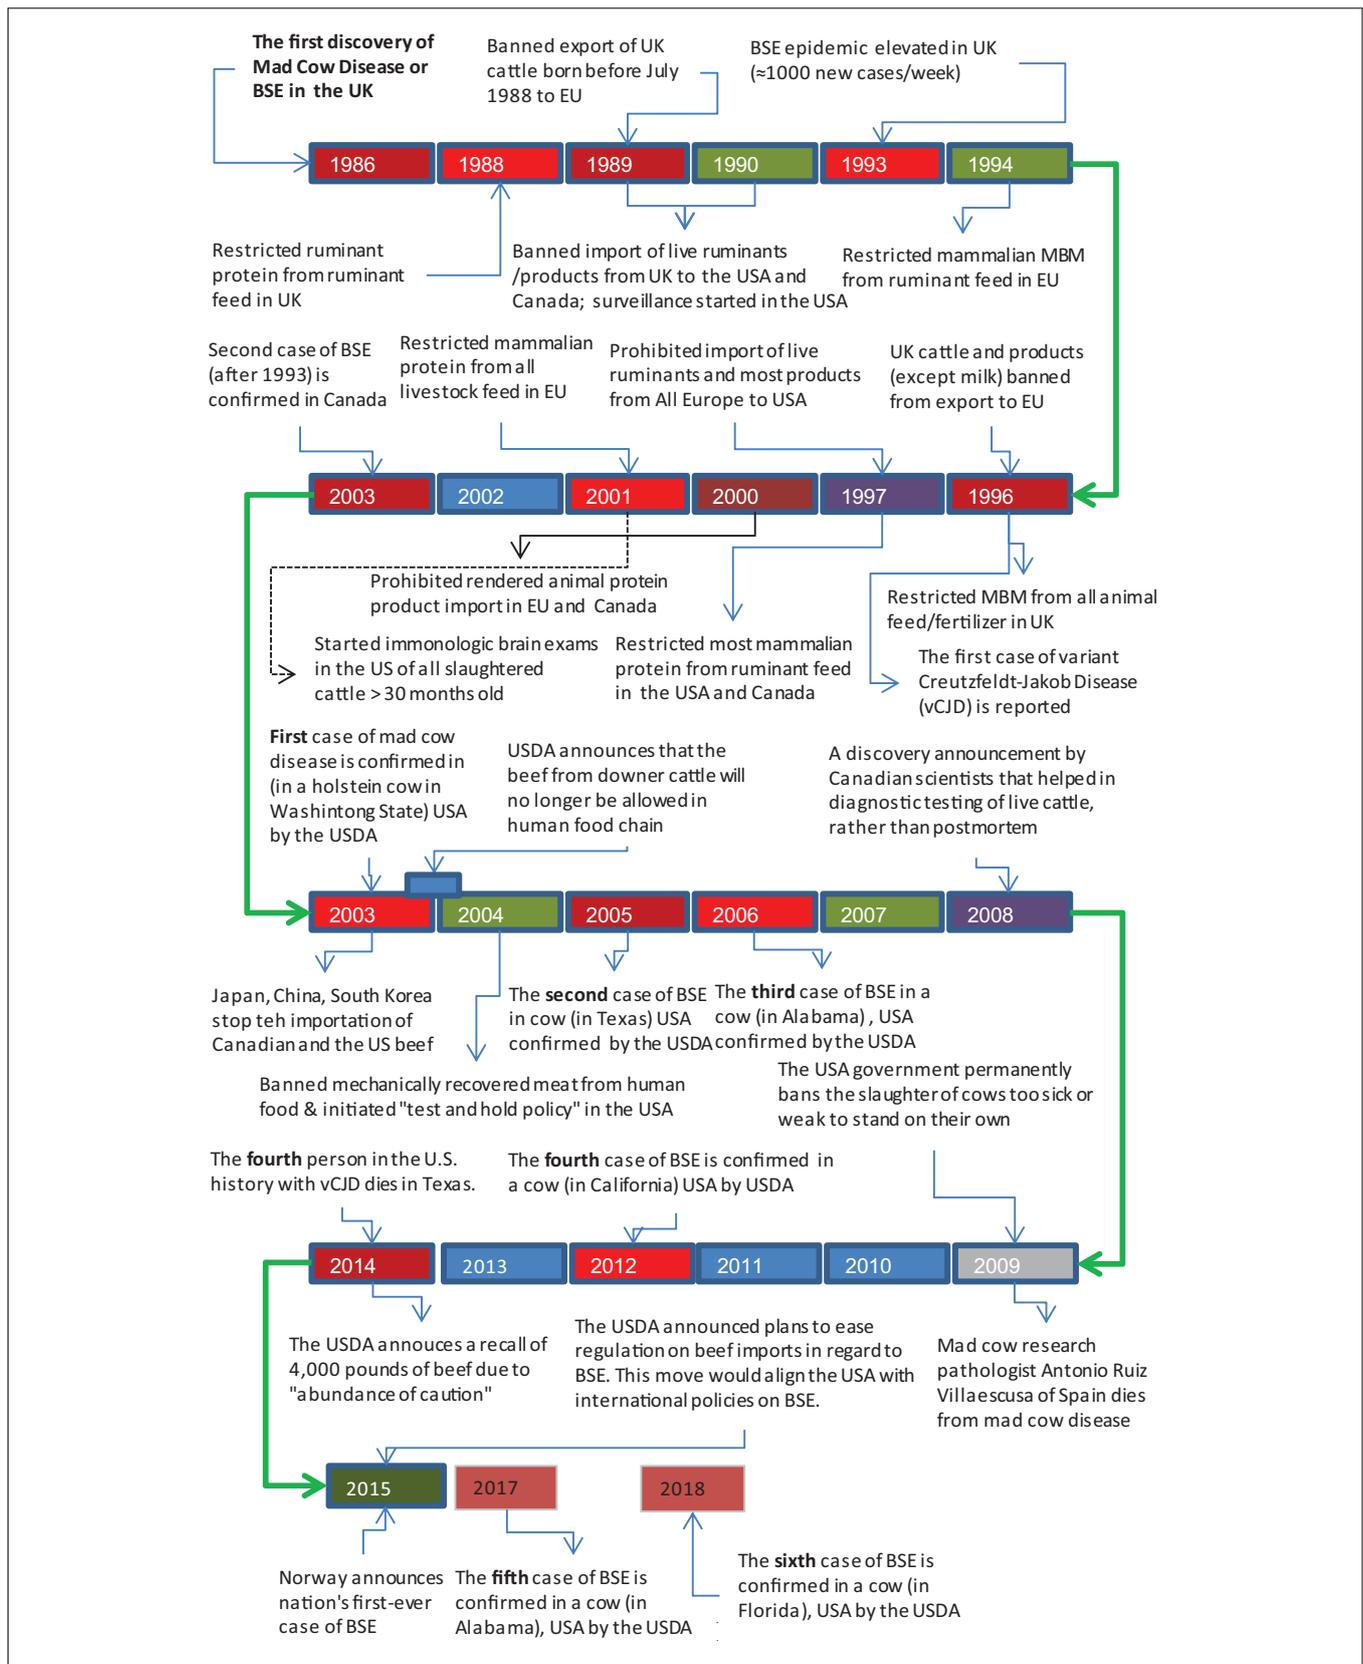 The first discovery of
Mad Cow Disease or
BSE in the UK
Banned export of UK
cattle born before July
1988 to EU
BSE epidemic elevated in UK
(≈1000 new cases/week)
1986
1988
1989
1990
1993
1994
Restricted ruminant
protein from ruminant
feed in UK
Banned import of live ruminants
/products from UK to the USA and
Canada; surveillance started in the USA
Restricted mammalian MBM
from ruminant feed in EU
Second case of BSE
(after 1993) is
confirmed in Canada
Restricted mammalian
protein from all
livestock feed in EU
Prohibited import of live
ruminants and most products
from All Europe to USA
UK cattle and products
(except milk) banned
from export to EU
2003
2002
2001
2000
1997
1996
Prohibited rendered animal protein
product import in EU and Canada
Started immonologic brain exams
in the US of all slaughtered
cattle > 30 months old
Restricted most mammalian
protein from ruminant feed
in the USA and Canada
Restricted MBM from all animal
feed/fertilizer in UK
The first case of variant
Creutzfeldt-Jakob Disease
(vCJD) is reported
First case of mad cow
disease is confirmed in
(in a holstein cow in
Washintong State) USA
by the USDA
USDA announces that the
beef from downer cattle will
no longer be allowed in
human food chain
A discovery announcement by
Canadian scientists that helped in
diagnostic testing of live cattle,
rather than postmortem
2003
2004
2005
2006
2007
2008
Japan, China, South Korea
stop teh importation of
Canadian and the US beef
The second case of BSE
in cow (in Texas) USA
confirmed by the USDA
The third case of BSE in a
cow (in Alabama) , USA
confirmed by the USDA
Banned mechanically recovered meat from human
food & initiated "test and hold policy" in the USA
The USA government permanently
bans the slaughter of cows too sick or
weak to stand on their own
The fourth person in the U.S.
history with vCJD dies in Texas.
The fourth case of BSE is confirmed in
a cow (in California) USA by USDA
2014
2013
2012
2011
2010
2009
The USDA annouces a recall of
4,000 pounds of beef due to
"abundance of caution"
The USDA announced plans to ease
regulation on beef imports in regard to
BSE. This move would align the USA with
international policies on BSE.
Mad cow research
pathologist Antonio Ruiz
Villaescusa of Spain dies
from mad cow disease
2015
2017
2018
Norway announces
nation's first-ever
case of BSE
The fifth case of BSE is
confirmed in a cow (in
Alabama), USA by the USDA
The sixth case of BSE is
confirmed in a cow (in
Florida), USA by the USDA